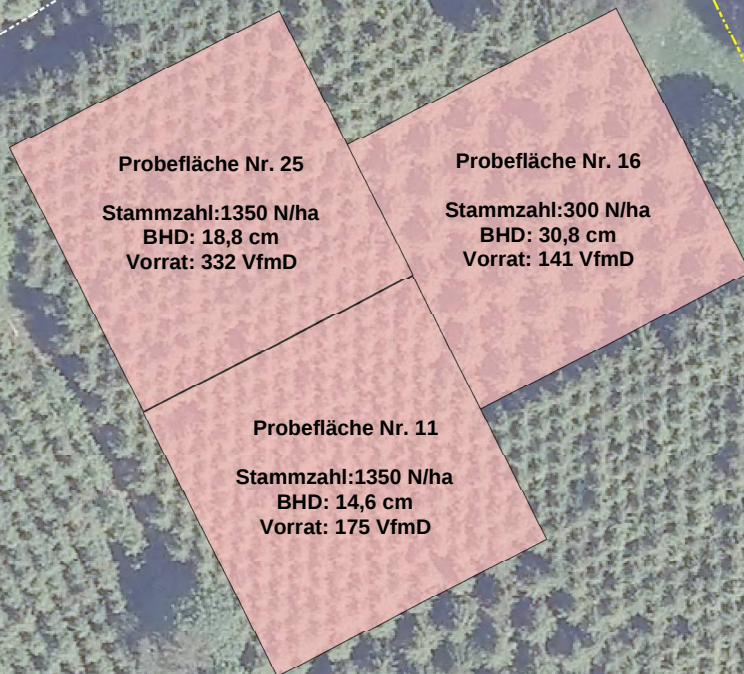 Probefläche Nr. 25
Stammzahl:1350 N/ha
BHD: 18,8 cm
Vorrat: 332 VfmD
Probefläche Nr. 16
Stammzahl:300 N/ha
BHD: 30,8 cm
Vorrat: 141 VfmD
Probefläche Nr. 11
Stammzahl:1350 N/ha
BHD: 14,6 cm
Vorrat: 175 VfmD